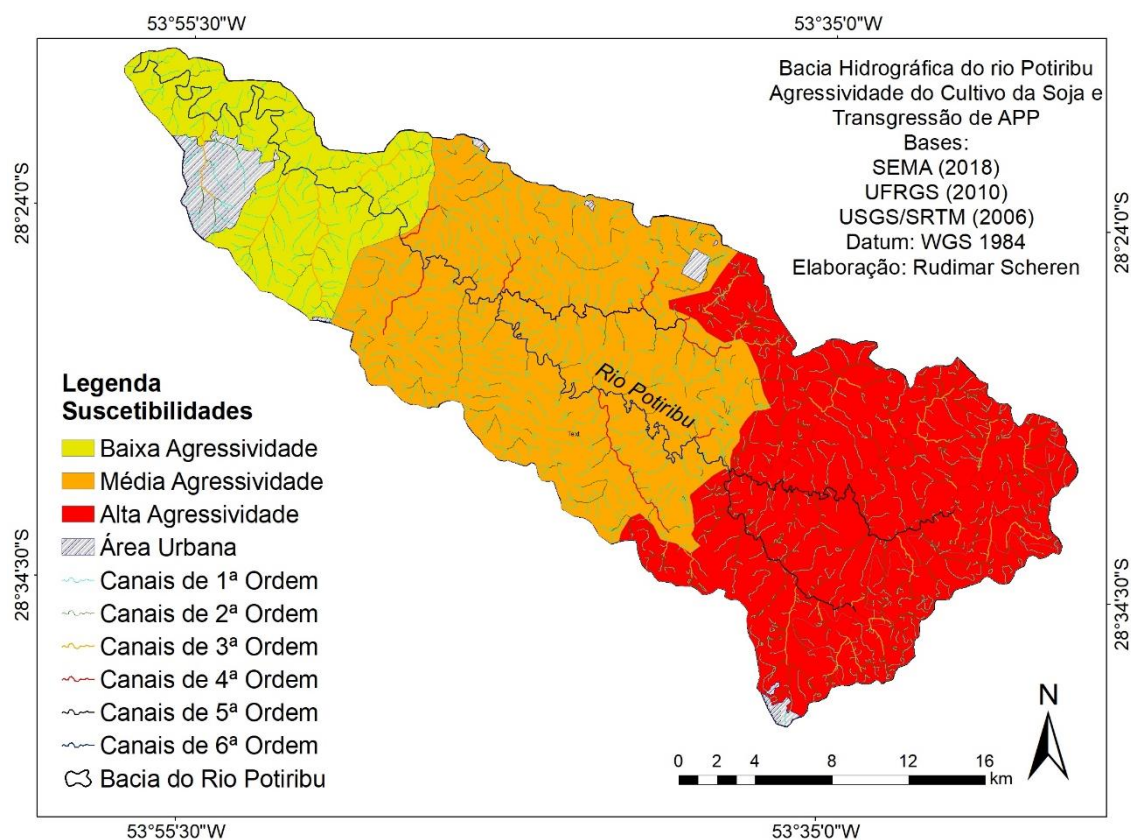 53°55'30"W
53°35'0"W
Bacia Hidrográfica do rio Potiribu
Agressividade do Cultivo da Soja e
Transgressão de APP
Bases:
SEMA (2018)
UFRGS (2010)
USGS/SRTM (2006)
Datum: WGS 1984
Elaboração: Rudimar Scheren
28°24'0"S
28°24'0"S
Rio Potiribu
Text
Legenda
Suscetibilidades
Baixa Agressividade
Média Agressividade
Alta Agressividade
Área Urbana
Canais de 1ª Ordem
Canais de 2ª Ordem
Canais de 3ª Ordem
Canais de 4ª Ordem
Canais de 5ª Ordem
Canais de 6ª Ordem
Bacia do Rio Potiribu
28°34'30"S
28°34'30"S
N
0 2 4 8 12 16
km
53°55'30"W
53°35'0"W